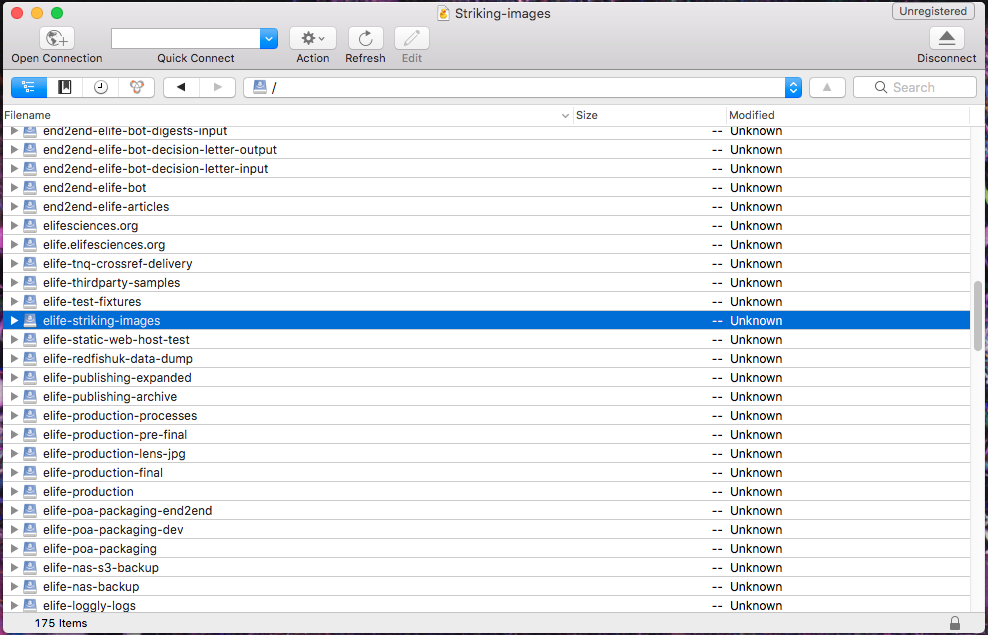 Striking-images
Unregistered
Open Connection
Quick Connect
Action
Refresh
Edit
Disconnect
/
Search
Filename Size Modified
end2end-elife-bot-digests-input -- Unknown
end2end-elife-bot-decision-letter-output -- Unknown
end2end-elife-bot-decision-letter-input -- Unknown
end2end-elife-bot -- Unknown
end2end-elife-articles -- Unknown
elifesciences.org -- Unknown
elife.elifesciences.org -- Unknown
elife-tnq-crossref-delivery -- Unknown
elife-thirdparty-samples -- Unknown
elife-test-fixtures -- Unknown
elife-striking-images -- Unknown
elife-static-web-host-test -- Unknown
elife-redfishuk-data-dump -- Unknown
elife-publishing-expanded -- Unknown
elife-publishing-archive -- Unknown
elife-production-processes -- Unknown
elife-production-pre-final -- Unknown
elife-production-lens-jpg -- Unknown
elife-production-final -- Unknown
elife-production -- Unknown
elife-poa-packaging-end2end -- Unknown
elife-poa-packaging-dev -- Unknown
elife-poa-packaging -- Unknown
elife-nas-s3-backup -- Unknown
elife-nas-backup -- Unknown
elife-loggly-logs -- Unknown
175 Items